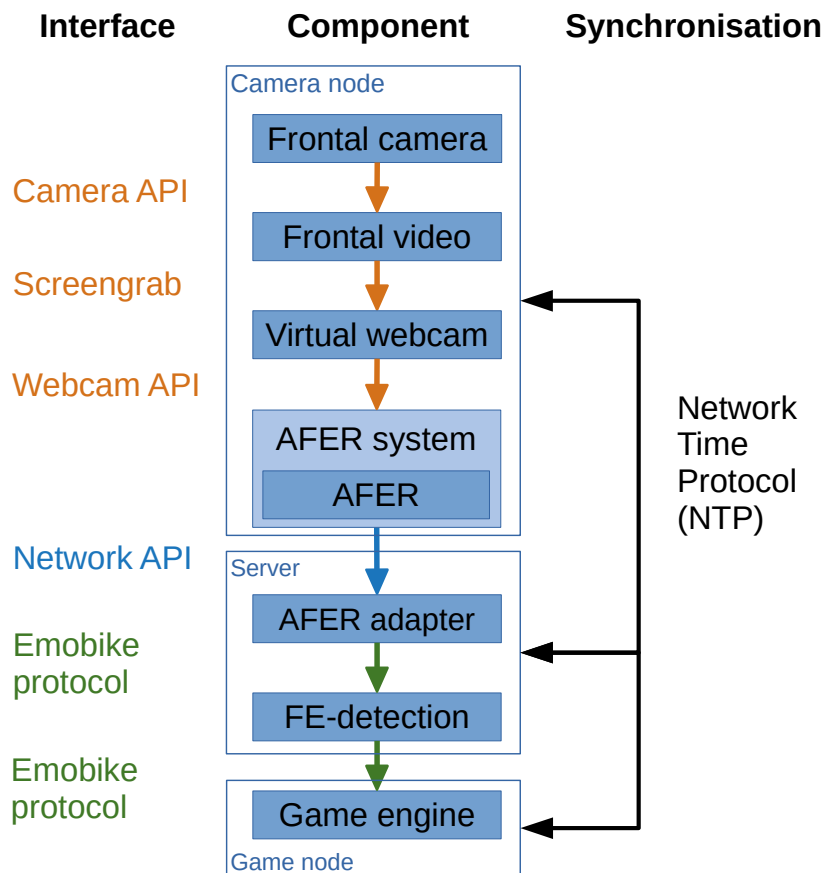 Interface
Component
Synchronisation
Camera node
Frontal camera
Camera API
Frontal video
Screengrab
Virtual webcam
Webcam API
AFER system
AFER
Network
Time
Protocol
(NTP)
Network API
Server
AFER adapter
Emobike
protocol
FE-detection
Emobike
protocol
Game engine
Game node